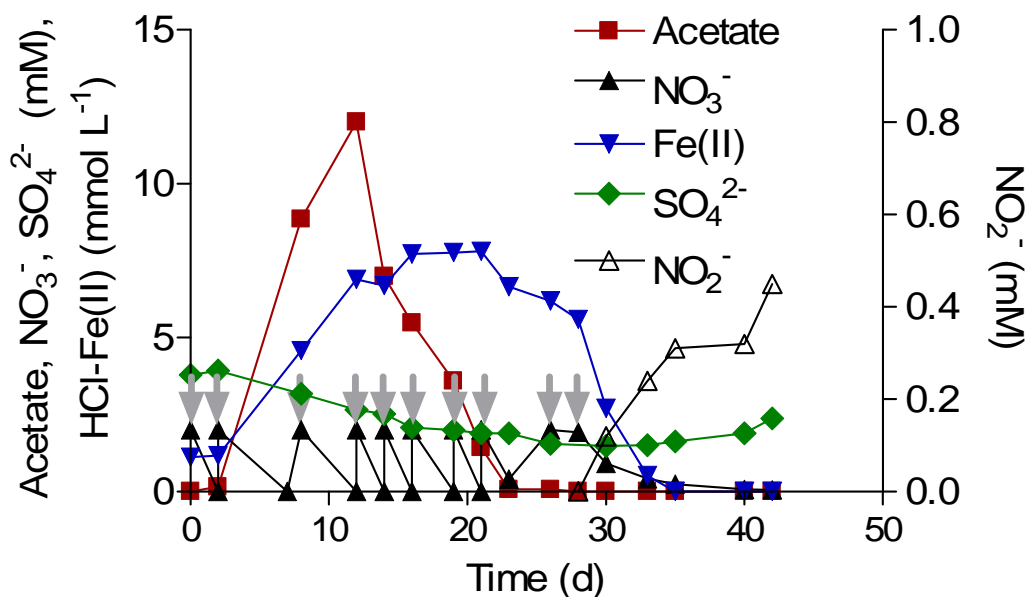 Acetate, NO₃⁻, SO₄²⁻ (mM),
HCl-Fe(II) (mmol L⁻¹)
15
10
5
0
Acetate
NO₃⁻
Fe(II)
SO₄²⁻
NO₂⁻
1.0
0.8
0.6
0.4
0.2
0.0
NO₂⁻ (mM)
0 10 20 30 40 50
Time (d)